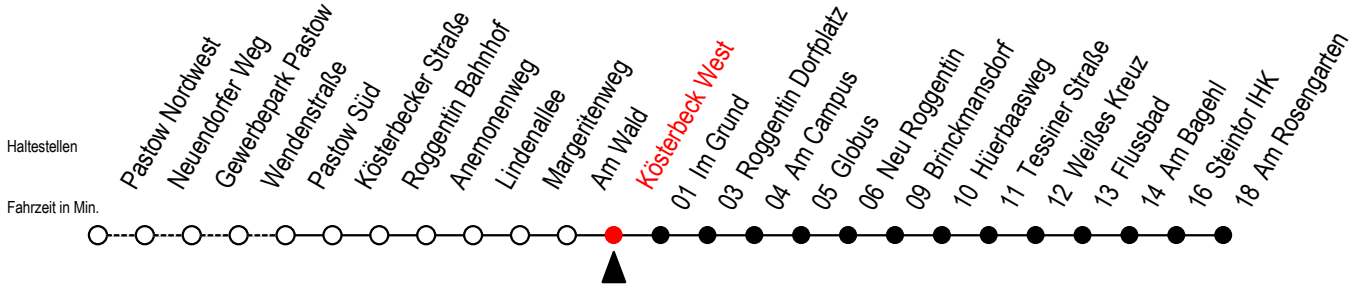 Haltestellen
Fahrzeit in Min.
Pastow Nordwest
Neuendorfer Weg
Gewerbepark Pastow
Wendenstraße
Pastow Süd
Kösterbecker Straße
Roggentin Bahnhof
Anemonenweg
Lindenallee
Margeritenweg
Am Wald
Kösterbeck West
01 Im Grund
03 Roggentin Dorfplatz
04 Am Campus
05 Globus
06 Neu Roggentin
09 Brinckmansdorf
10 Hüerbaasweg
11 Tessiner Straße
12 Weißes Kreuz
13 Flussbad
14 Am Bagehl
16 Steintor IHK
18 Am Rosengarten